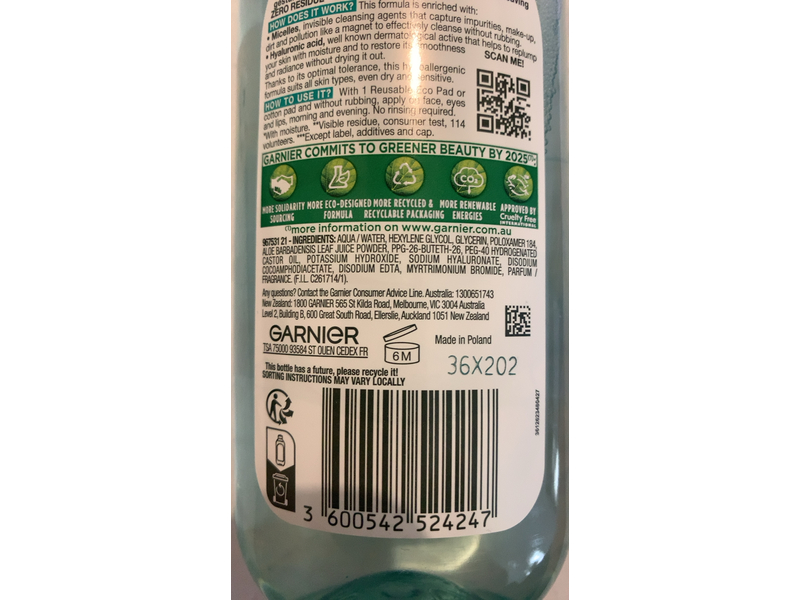 ZERO RESIDUE
HOW DOES IT WORK? This formula is enriched with:
• Micelles, invisible cleansing agents that capture impurities, make-up,
dirt and pollution like a magnet to effectively cleanse without rubbing.
• Hyaluronic acid, well known dermatological active that helps to replump
your skin with moisture and to restore its smoothness
and radiance without drying it out.
SCAN ME!
Thanks to its optimal tolerance, this hypoallergenic
formula suits all skin types, even dry and sensitive.
HOW TO USE IT? With 1 Reusable Eco Pad or
cotton pad and without rubbing, apply on face, eyes
and lips, morning and evening. No rinsing required.
*With moisture. **Visible residue, consumer test, 114
volunteers. ***Except label, additives and cap.
GARNIER COMMITS TO GREENER BEAUTY BY 2025(1)
CO2
MORE SOLIDARITY SOURCING
MORE ECO-DESIGNED FORMULA
MORE RECYCLED & RECYCLABLE PACKAGING
MORE RENEWABLE ENERGIES
APPROVED BY Cruelty Free INTERNATIONAL
(1)more information on www.garnier.com.au
967531 21 - INGREDIENTS: AQUA / WATER, HEXYLENE GLYCOL, GLYCERIN, POLOXAMER 184,
ALOE BARBADENSIS LEAF JUICE POWDER, PPG-26-BUTETH-26, PEG-40 HYDROGENATED
CASTOR OIL, POTASSIUM HYDROXIDE, SODIUM HYALURONATE, DISODIUM
COCOAMPHODIACETATE, DISODIUM EDTA, MYRTRIMONIUM BROMIDE, PARFUM /
FRAGRANCE. (F.I.L. C261714/1).
Any questions? Contact the Garnier Consumer Advice Line. Australia: 1300651743
New Zealand: 1800 GARNIER 565 St Kilda Road, Melbourne, VIC 3004 Australia
Level 2, Building B, 600 Great South Road, Ellerslie, Auckland 1051 New Zealand
GARNIER
TSA 75000 93584 ST OUEN CEDEX FR
6M
Made in Poland
36X202
This bottle has a future, please recycle it!
SORTING INSTRUCTIONS MAY VARY LOCALLY
3 600542 524247